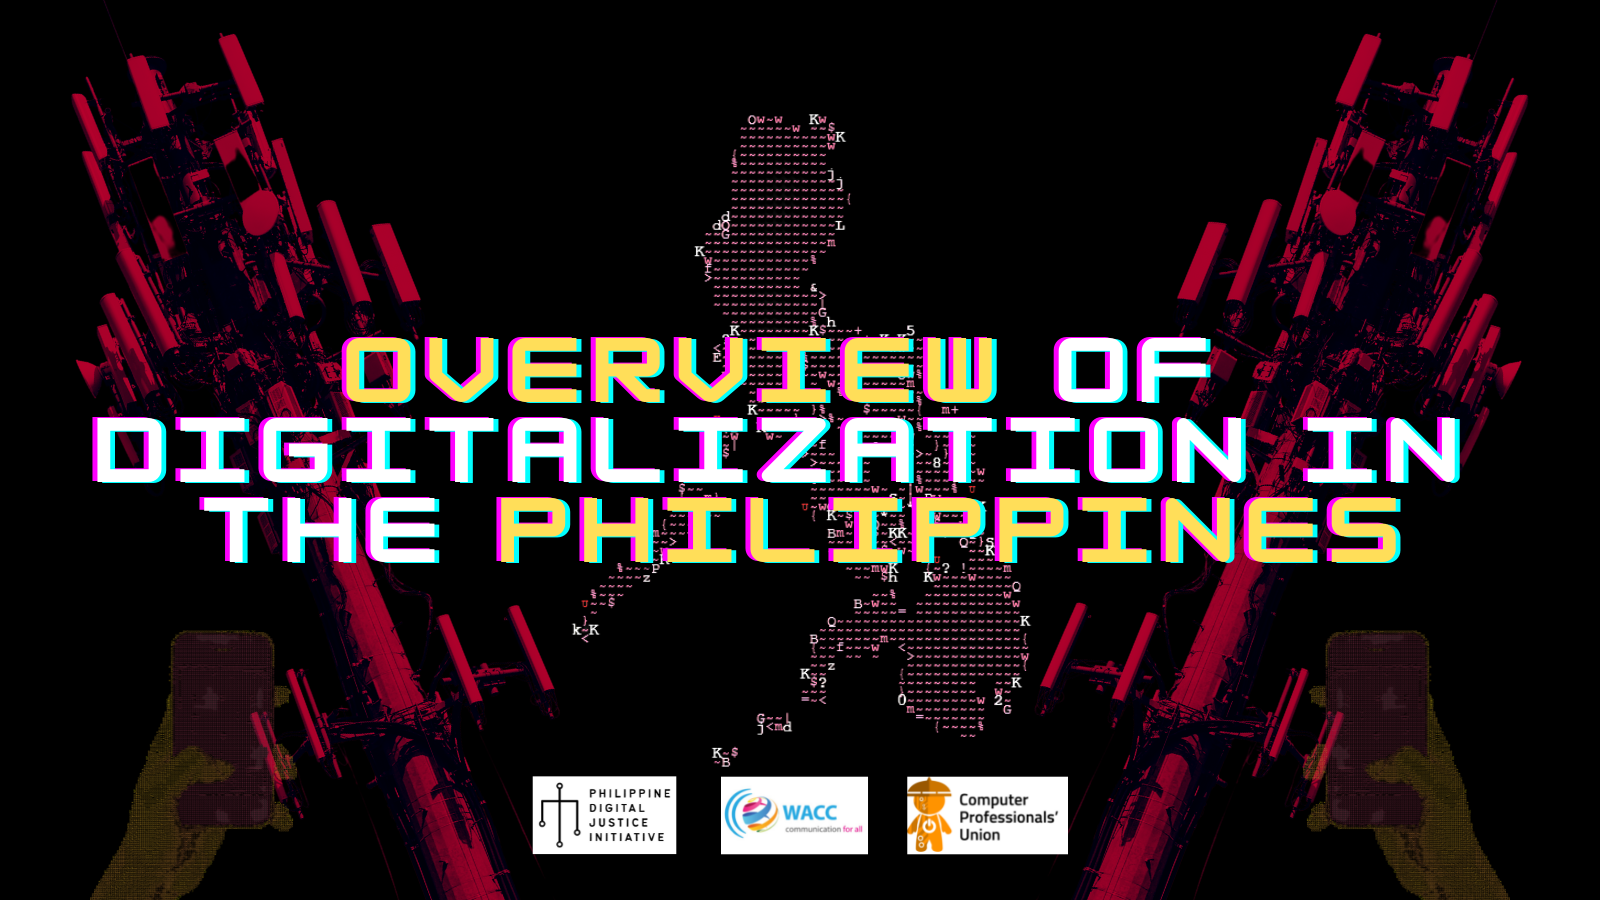 OVERVIEW OF
DIGITALIZATION IN
THE PHILIPPINES
PHILIPPINE
DIGITAL
JUSTICE
INITIATIVE
WACC
communication for all
Computer
Professionals'
Union